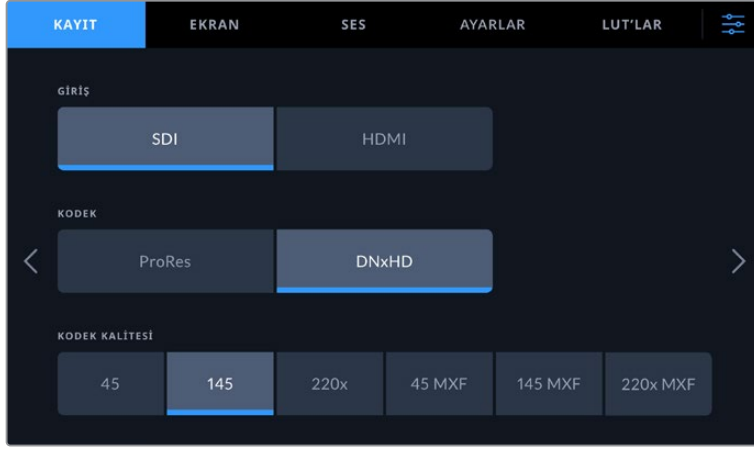 KAYIT EKRAN SES AYARLAR LUT'LAR
GİRİŞ
SDI HDMI
KODEK
ProRes DNxHD
KODEK KALİTESİ
45 145 220x 45 MXF 145 MXF 220x MXF